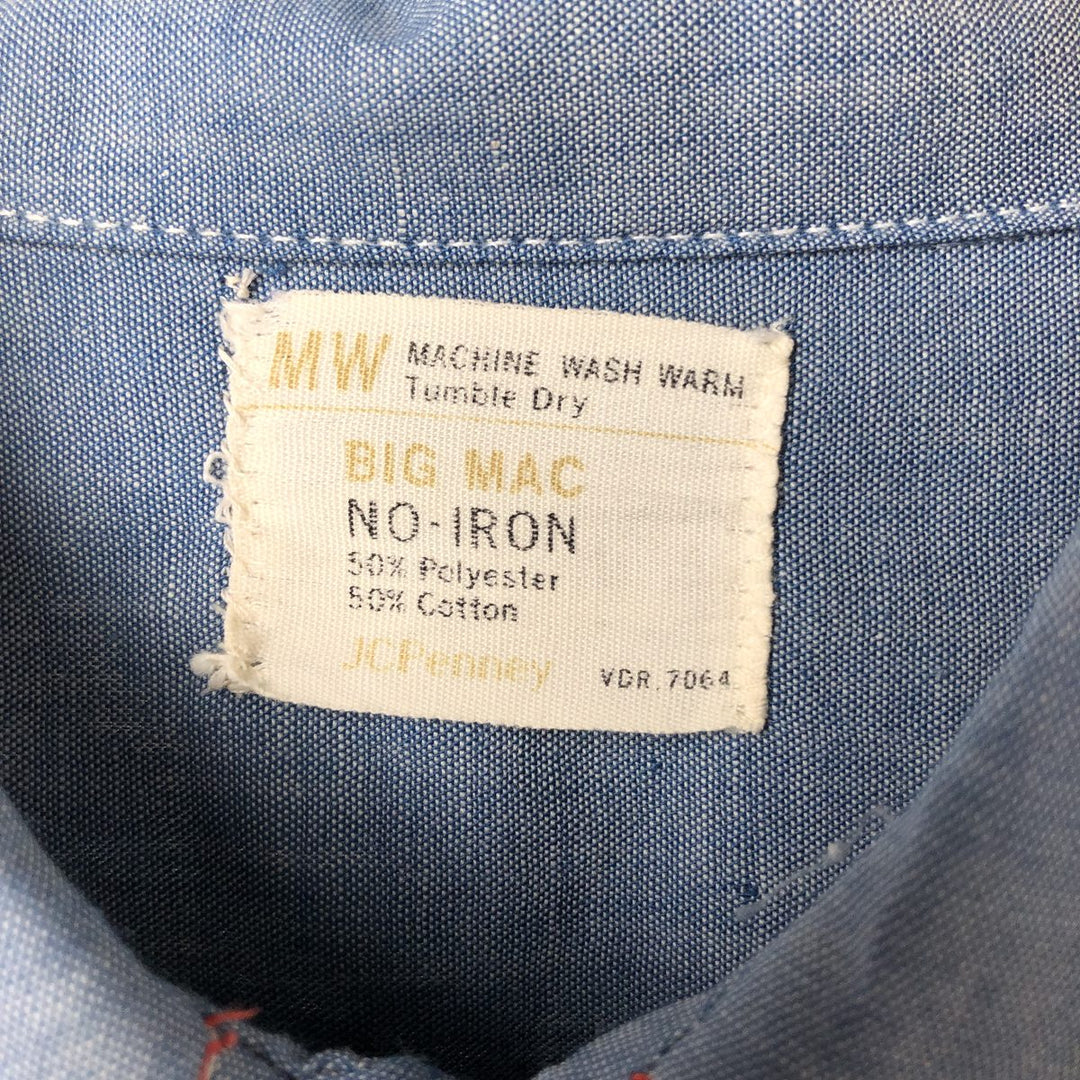 MW MACHINE WASH WARM
Tumble Dry
BIG MAC
NO-IRON
50% Polyester
50% Cotton
JCPenney VDR.7064